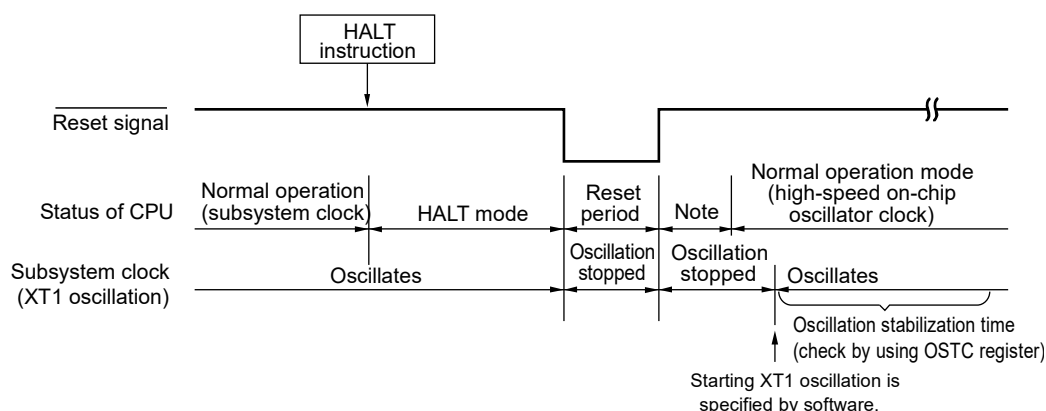 HALT
instruction
Reset signal
Normal operation
(subsystem clock)
HALT mode
Reset
period
Note
Normal operation mode
(high-speed on-chip
oscillator clock)
Status of CPU
Subsystem clock
(XT1 oscillation)
Oscillates
Oscillation
stopped
Oscillation
stopped
Oscillates
Oscillation stabilization time
(check by using OSTC register)
Starting XT1 oscillation is
specified by software.